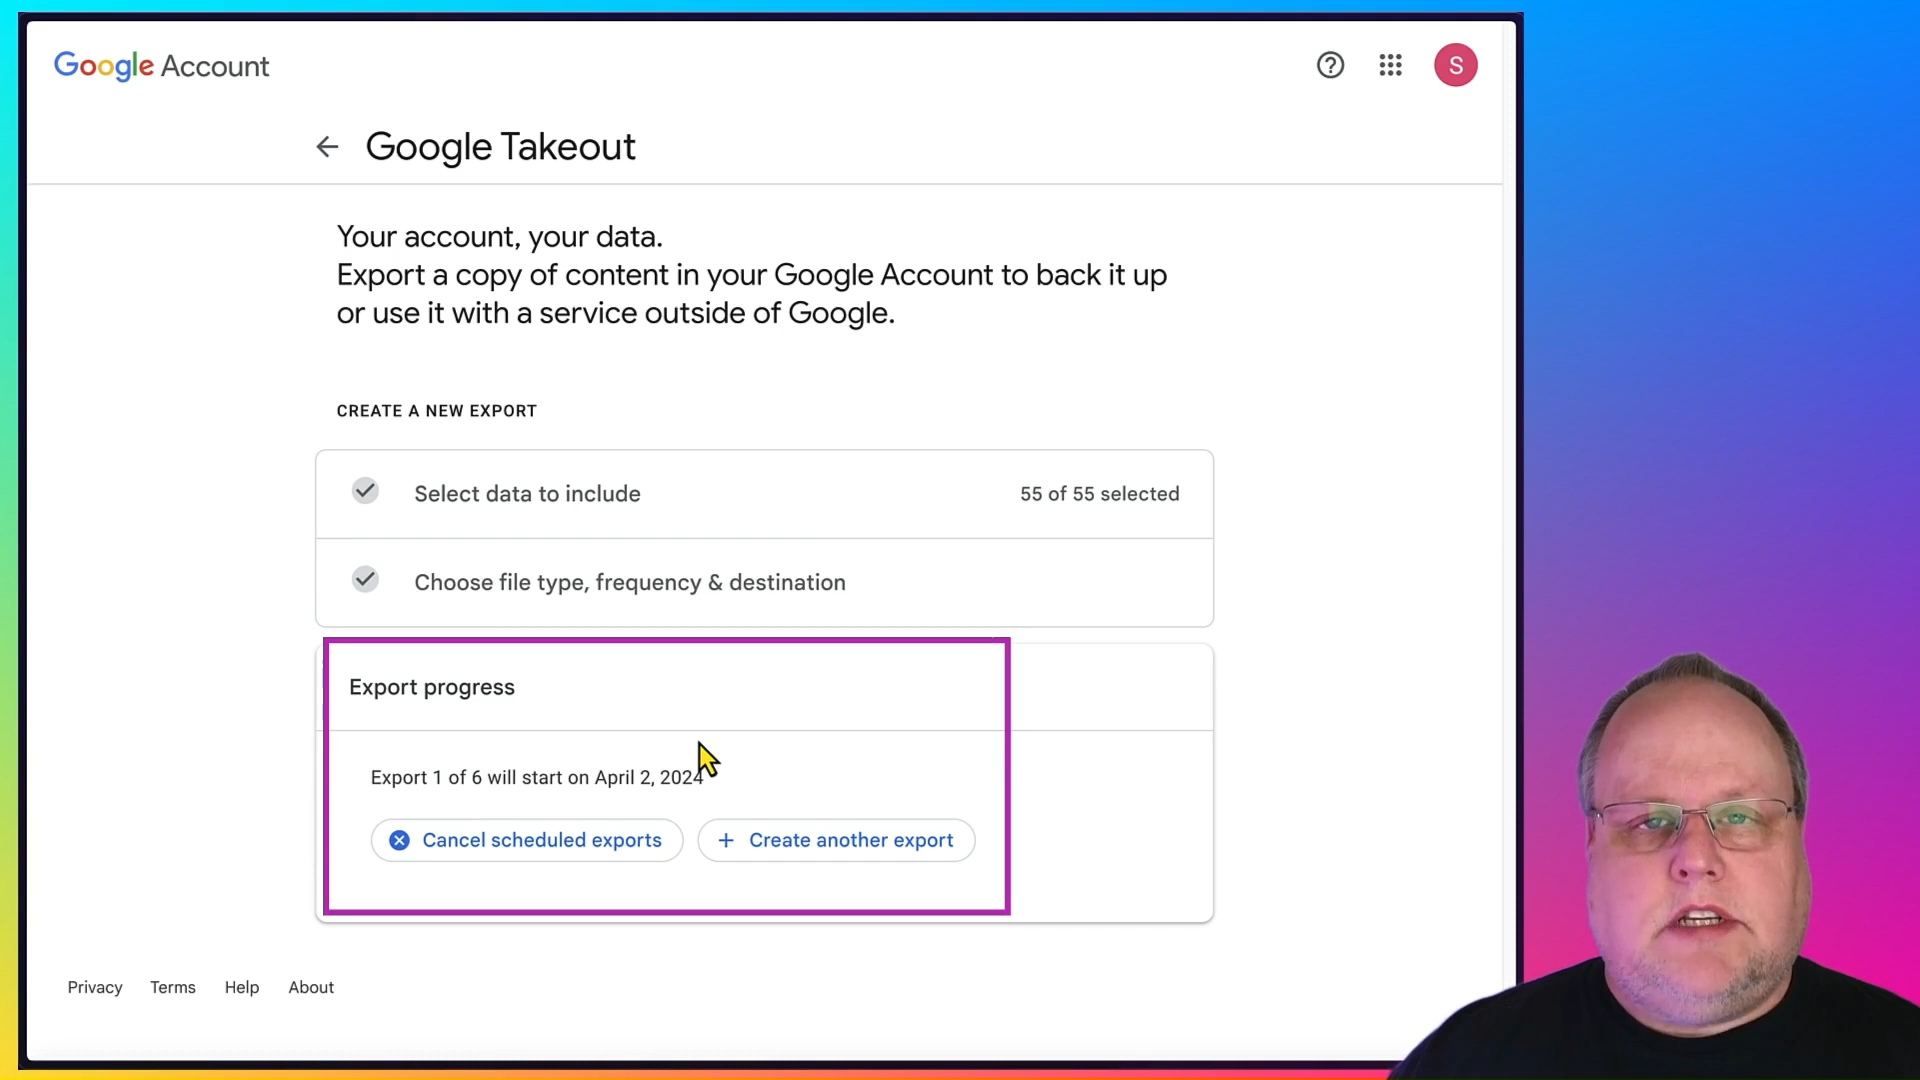 Google Account
S
Google Takeout
Your account, your data.
Export a copy of content in your Google Account to back it up
or use it with a service outside of Google.
CREATE A NEW EXPORT
Select data to include 55 of 55 selected
Choose file type, frequency & destination
Export progress
Export 1 of 6 will start on April 2, 2024
Cancel scheduled exports + Create another export
Privacy Terms Help About